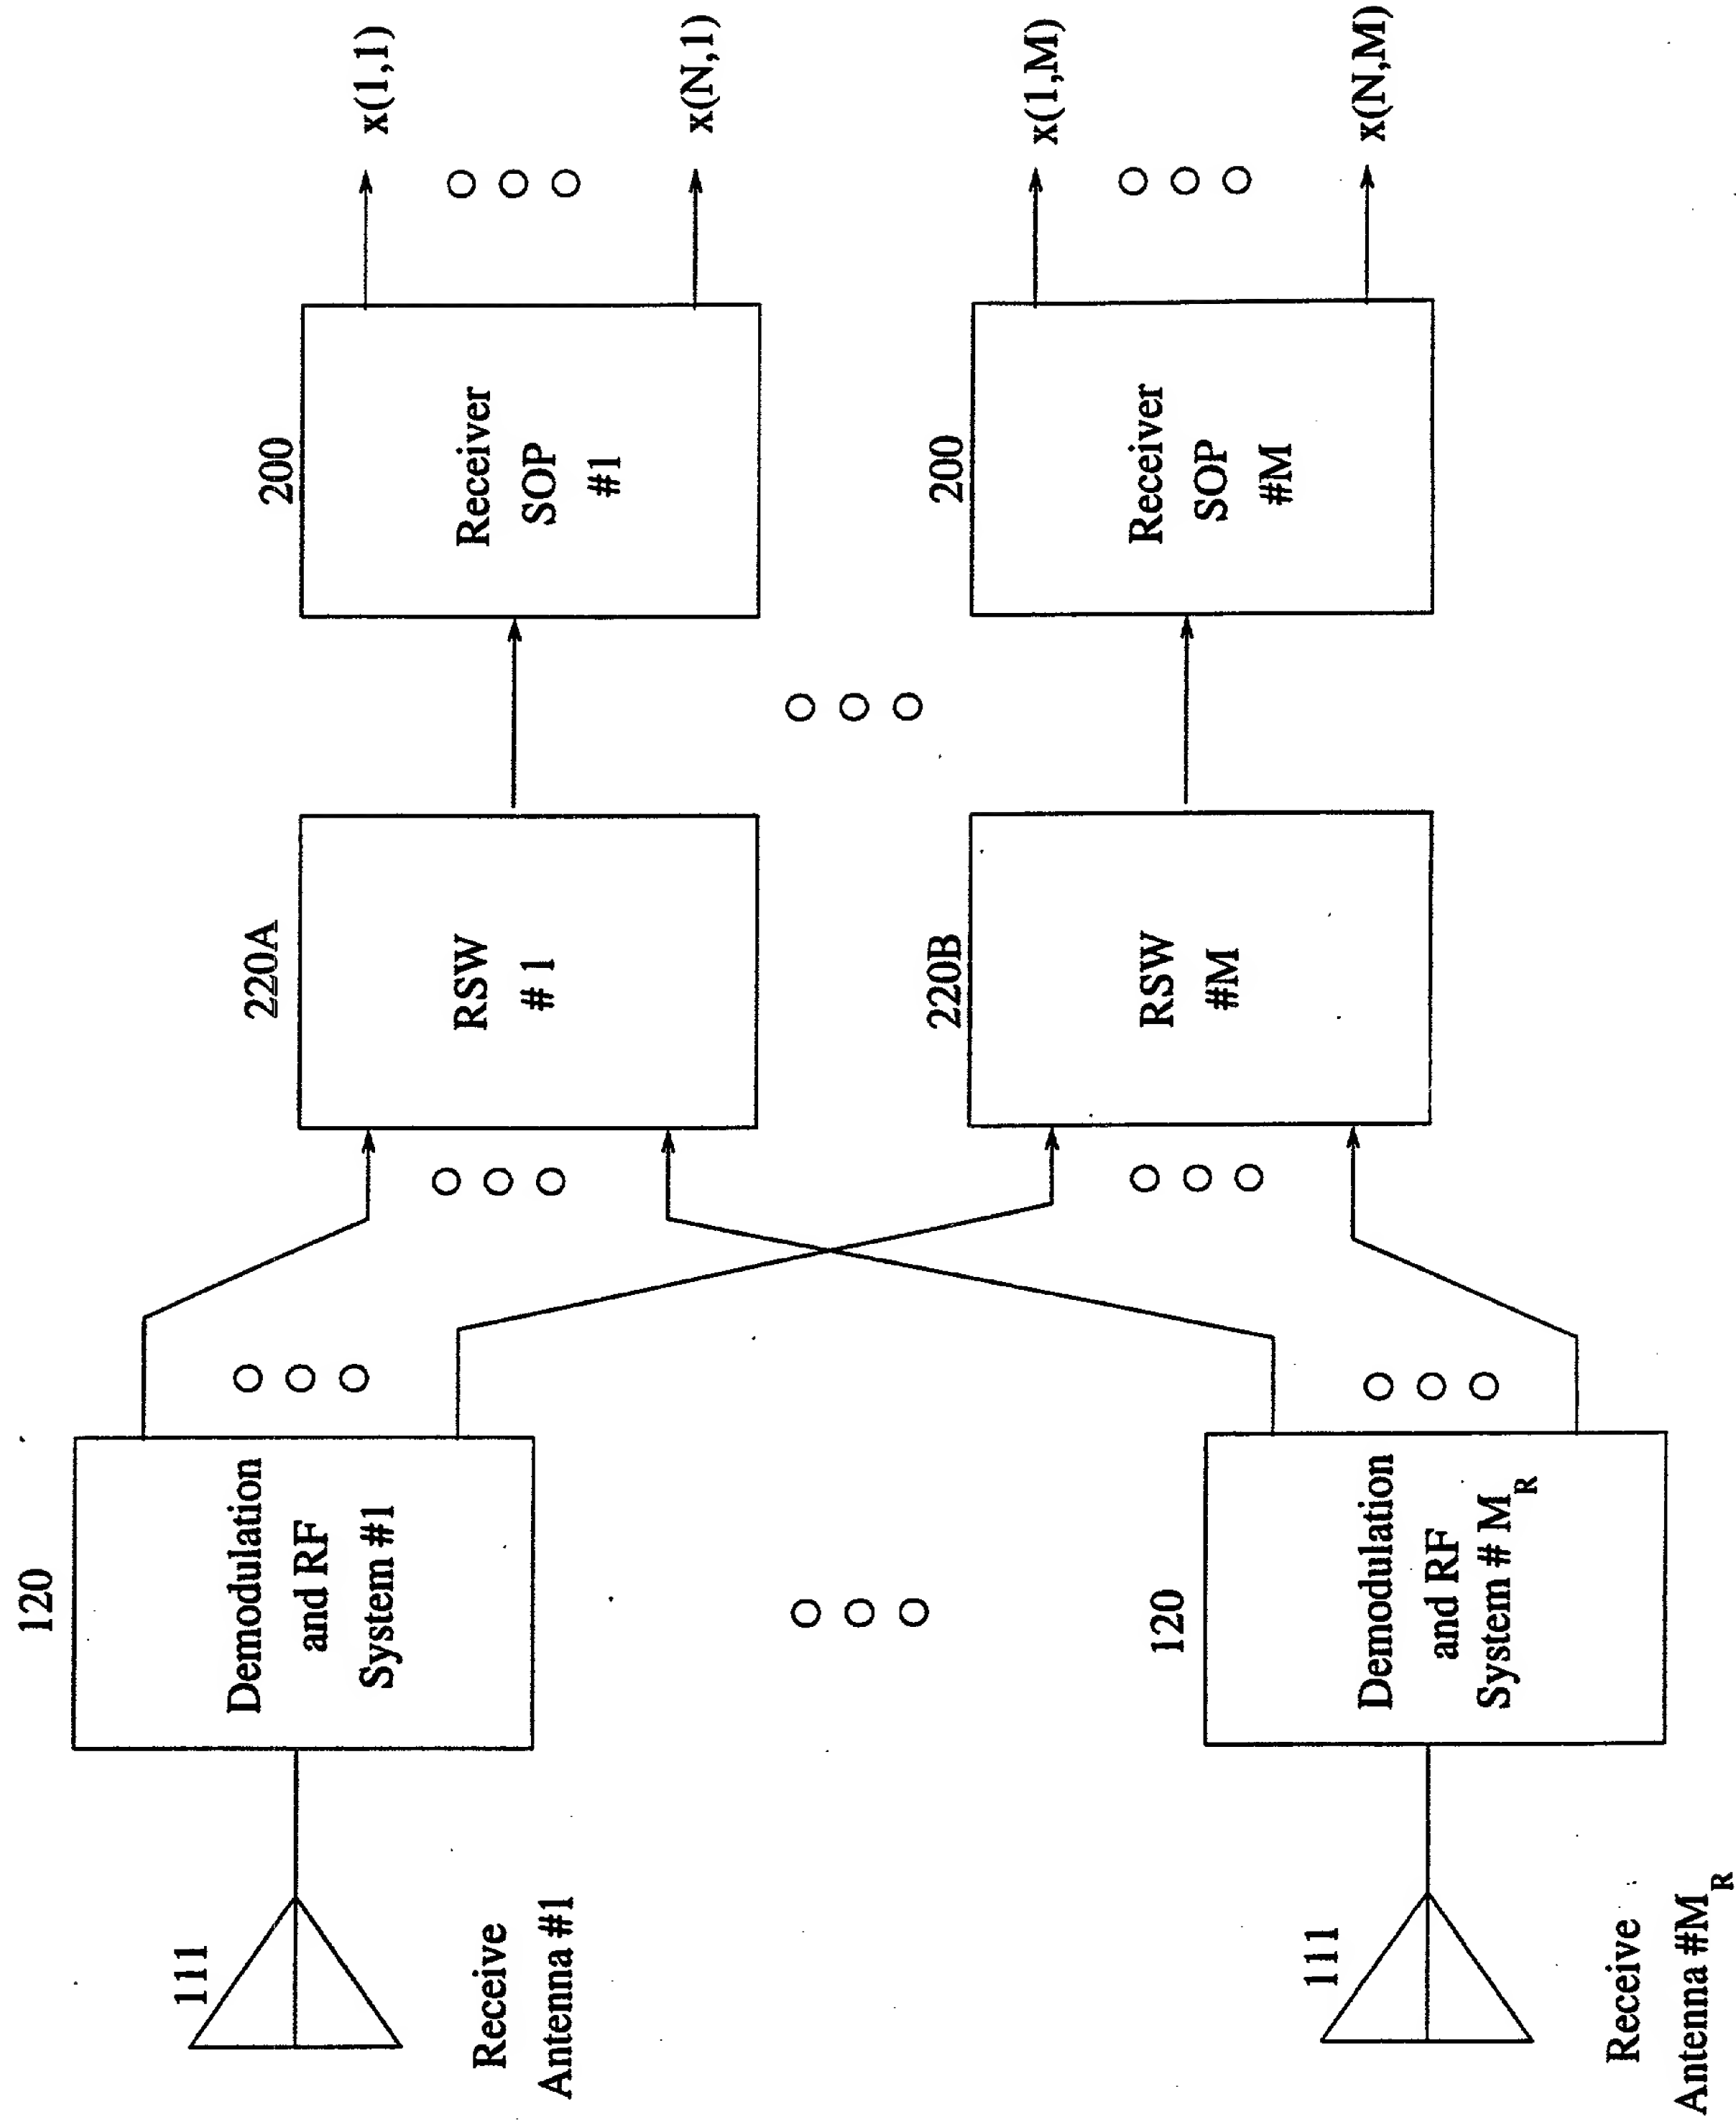 111
Receive
Antenna #1
120
Demodulation
and RF
System #1
220A
RSW
# 1
200
Receiver
SOP
#1
x(1,1)
x(N,1)
111
Receive
Antenna #M_R
120
Demodulation
and RF
System # M_R
220B
RSW
#M
200
Receiver
SOP
#M
x(1,M)
x(N,M)